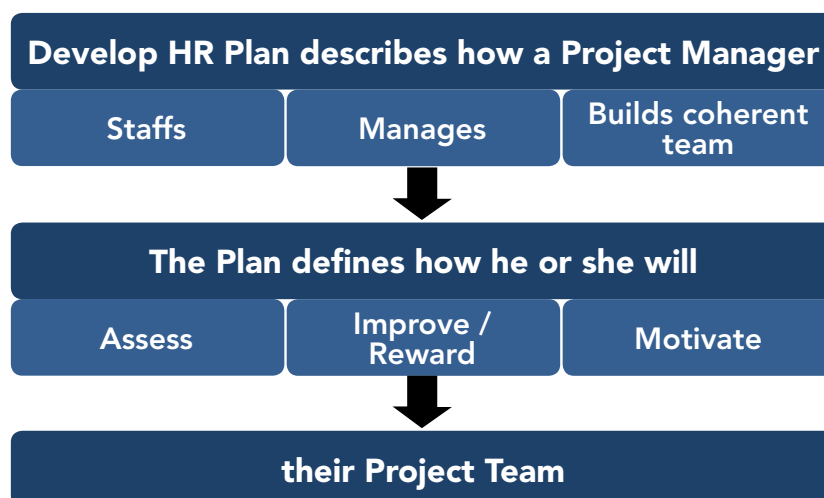 Develop HR Plan describes how a Project Manager
Staffs
Manages
Builds coherent
team
The Plan defines how he or she will
Assess
Improve /
Reward
Motivate
their Project Team